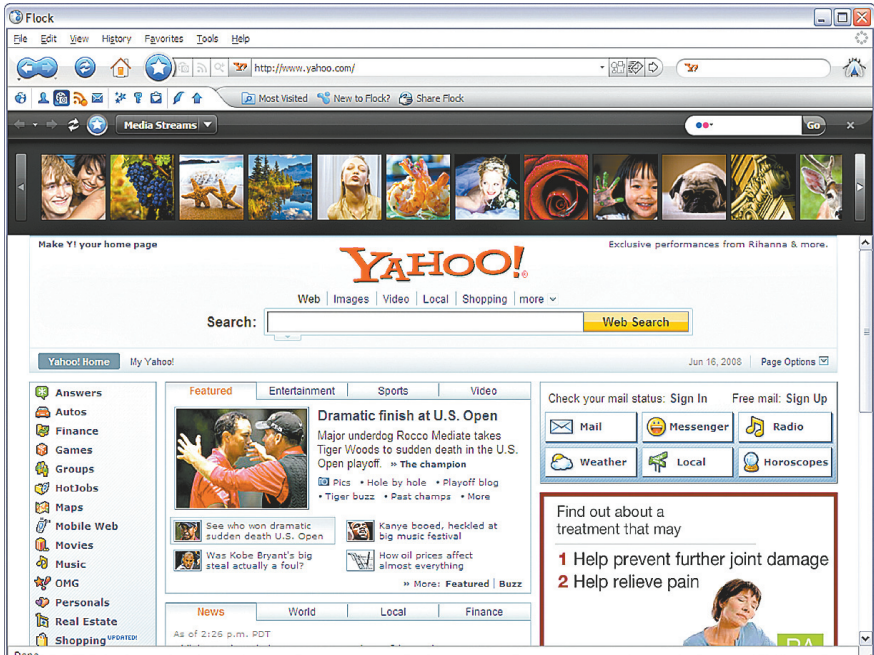 Flock
File Edit View History Favorites Tools Help
http://www.yahoo.com/
Most Visited New to Flock? Share Flock
Media Streams
Go
Make Y! your home page
Exclusive performances from Rihanna & more.
YAHOO!
Web Images Video Local Shopping more
Search:
Web Search
Yahoo! Home My Yahoo!
Jun 16, 2008 Page Options
Answers
Autos
Finance
Games
Groups
HotJobs
Maps
Mobile Web
Movies
Music
OMG
Personals
Real Estate
Shopping UPDATED!
Featured Entertainment Sports Video
Dramatic finish at U.S. Open
Major underdog Rocco Mediate takes
Tiger Woods to sudden death in the U.S.
Open playoff. » The champion
Pics • Hole by hole • Playoff blog
• Tiger buzz • Past champs • More
See who won dramatic
sudden death U.S. Open
Kanye booed, heckled at
big music festival
Was Kobe Bryant's big
steal actually a foul?
How oil prices affect
almost everything
» More: Featured | Buzz
News World Local Finance
As of 2:26 p.m. PDT
Check your mail status: Sign In Free mail: Sign Up
Mail Messenger Radio
Weather Local Horoscopes
Find out about a
treatment that may
1 Help prevent further joint damage
2 Help relieve pain
RA